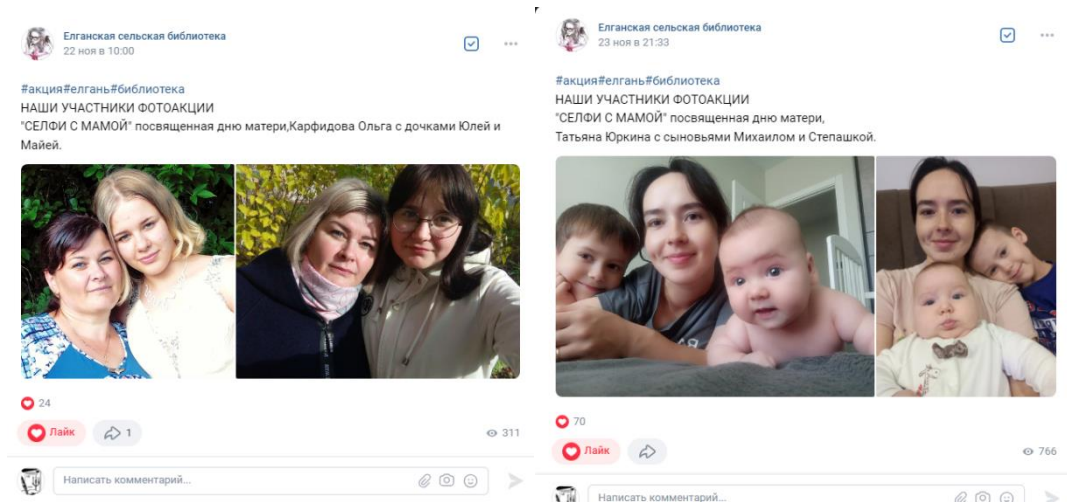 Елганская сельская библиотека
22 ноя в 10:00
#акция#елгань#библиотека
НАШИ УЧАСТНИКИ ФОТОАКЦИИ
"СЕЛФИ С МАМОЙ" посвященная дню матери,Карфидова Ольга с дочками Юлей и
Майей.
24
Лайк 1
311
Написать комментарий...
Елганская сельская библиотека
23 ноя в 21:33
#акция#елгань#библиотека
НАШИ УЧАСТНИКИ ФОТОАКЦИИ
"СЕЛФИ С МАМОЙ" посвященная дню матери,
Татьяна Юркина с сыновьями Михаилом и Степашкой.
70
Лайк
766
Написать комментарий...